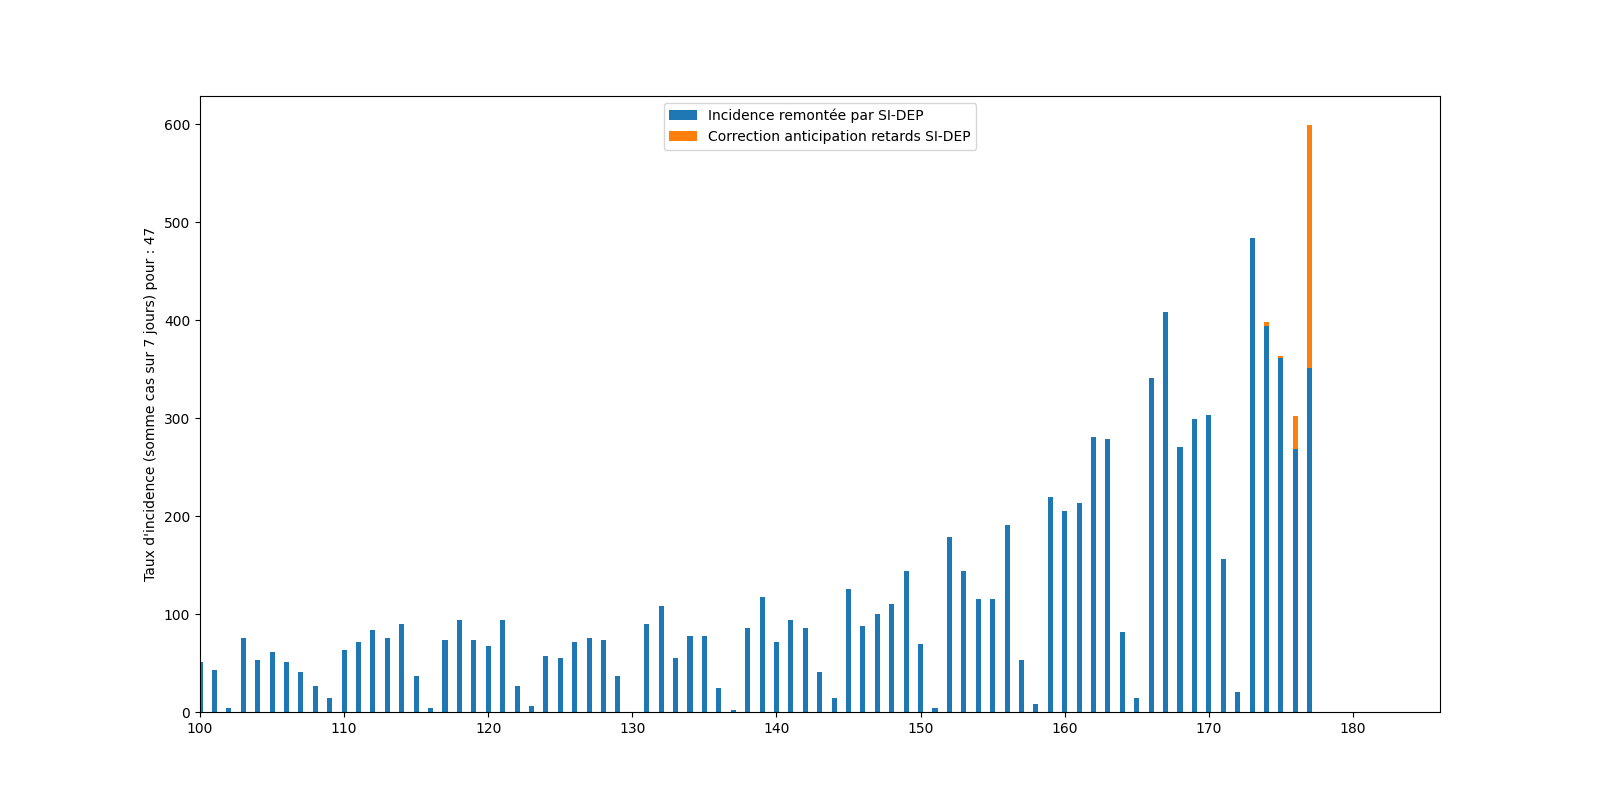 Incidence remontée par SI-DEP
Correction anticipation retards SI-DEP
Taux d'incidence (somme cas sur 7 jours) pour : 47
600
500
400
300
200
100
0
100 110 120 130 140 150 160 170 180